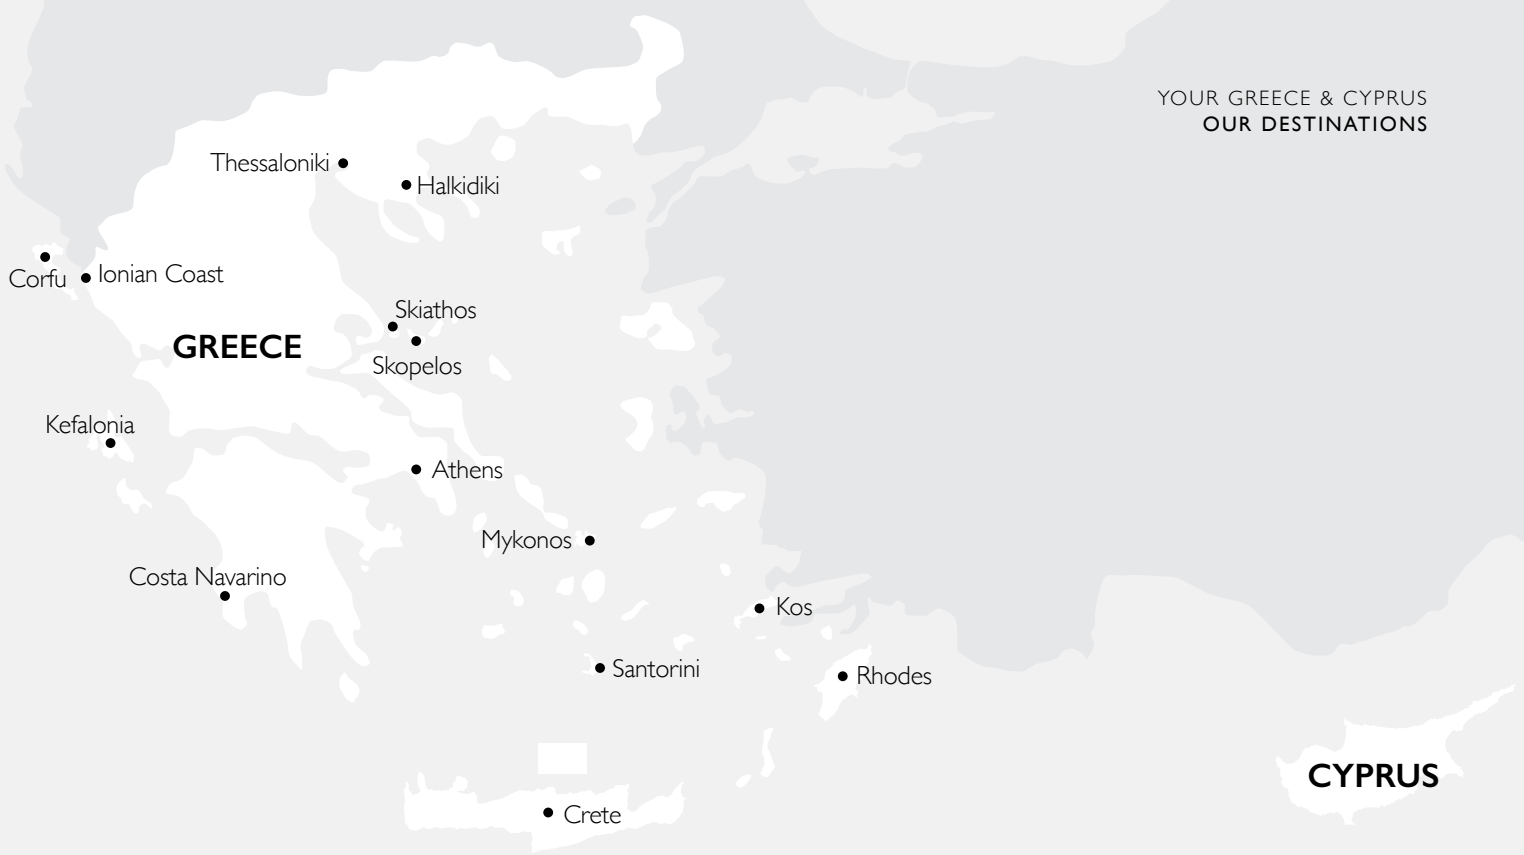 YOUR GREECE & CYPRUS
OUR DESTINATIONS
Thessaloniki
Halkidiki
Corfu
Ionian Coast
Skiathos
GREECE
Skopelos
Kefalonia
Athens
Mykonos
Costa Navarino
Kos
Santorini
Rhodes
CYPRUS
Crete